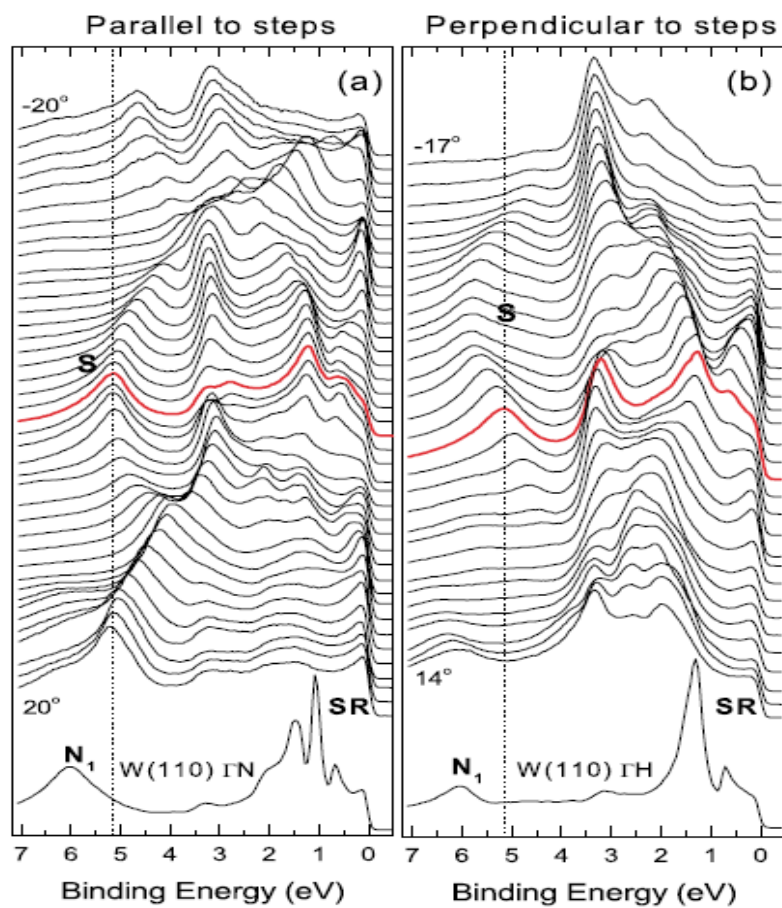 Parallel to steps
Perpendicular to steps
(a)
(b)
-20°
-17°
S
S
20°
14°
SR
SR
N1
W(110) ΓN
N1
W(110) ΓH
7 6 5 4 3 2 1 0
7 6 5 4 3 2 1 0
Binding Energy (eV)
Binding Energy (eV)